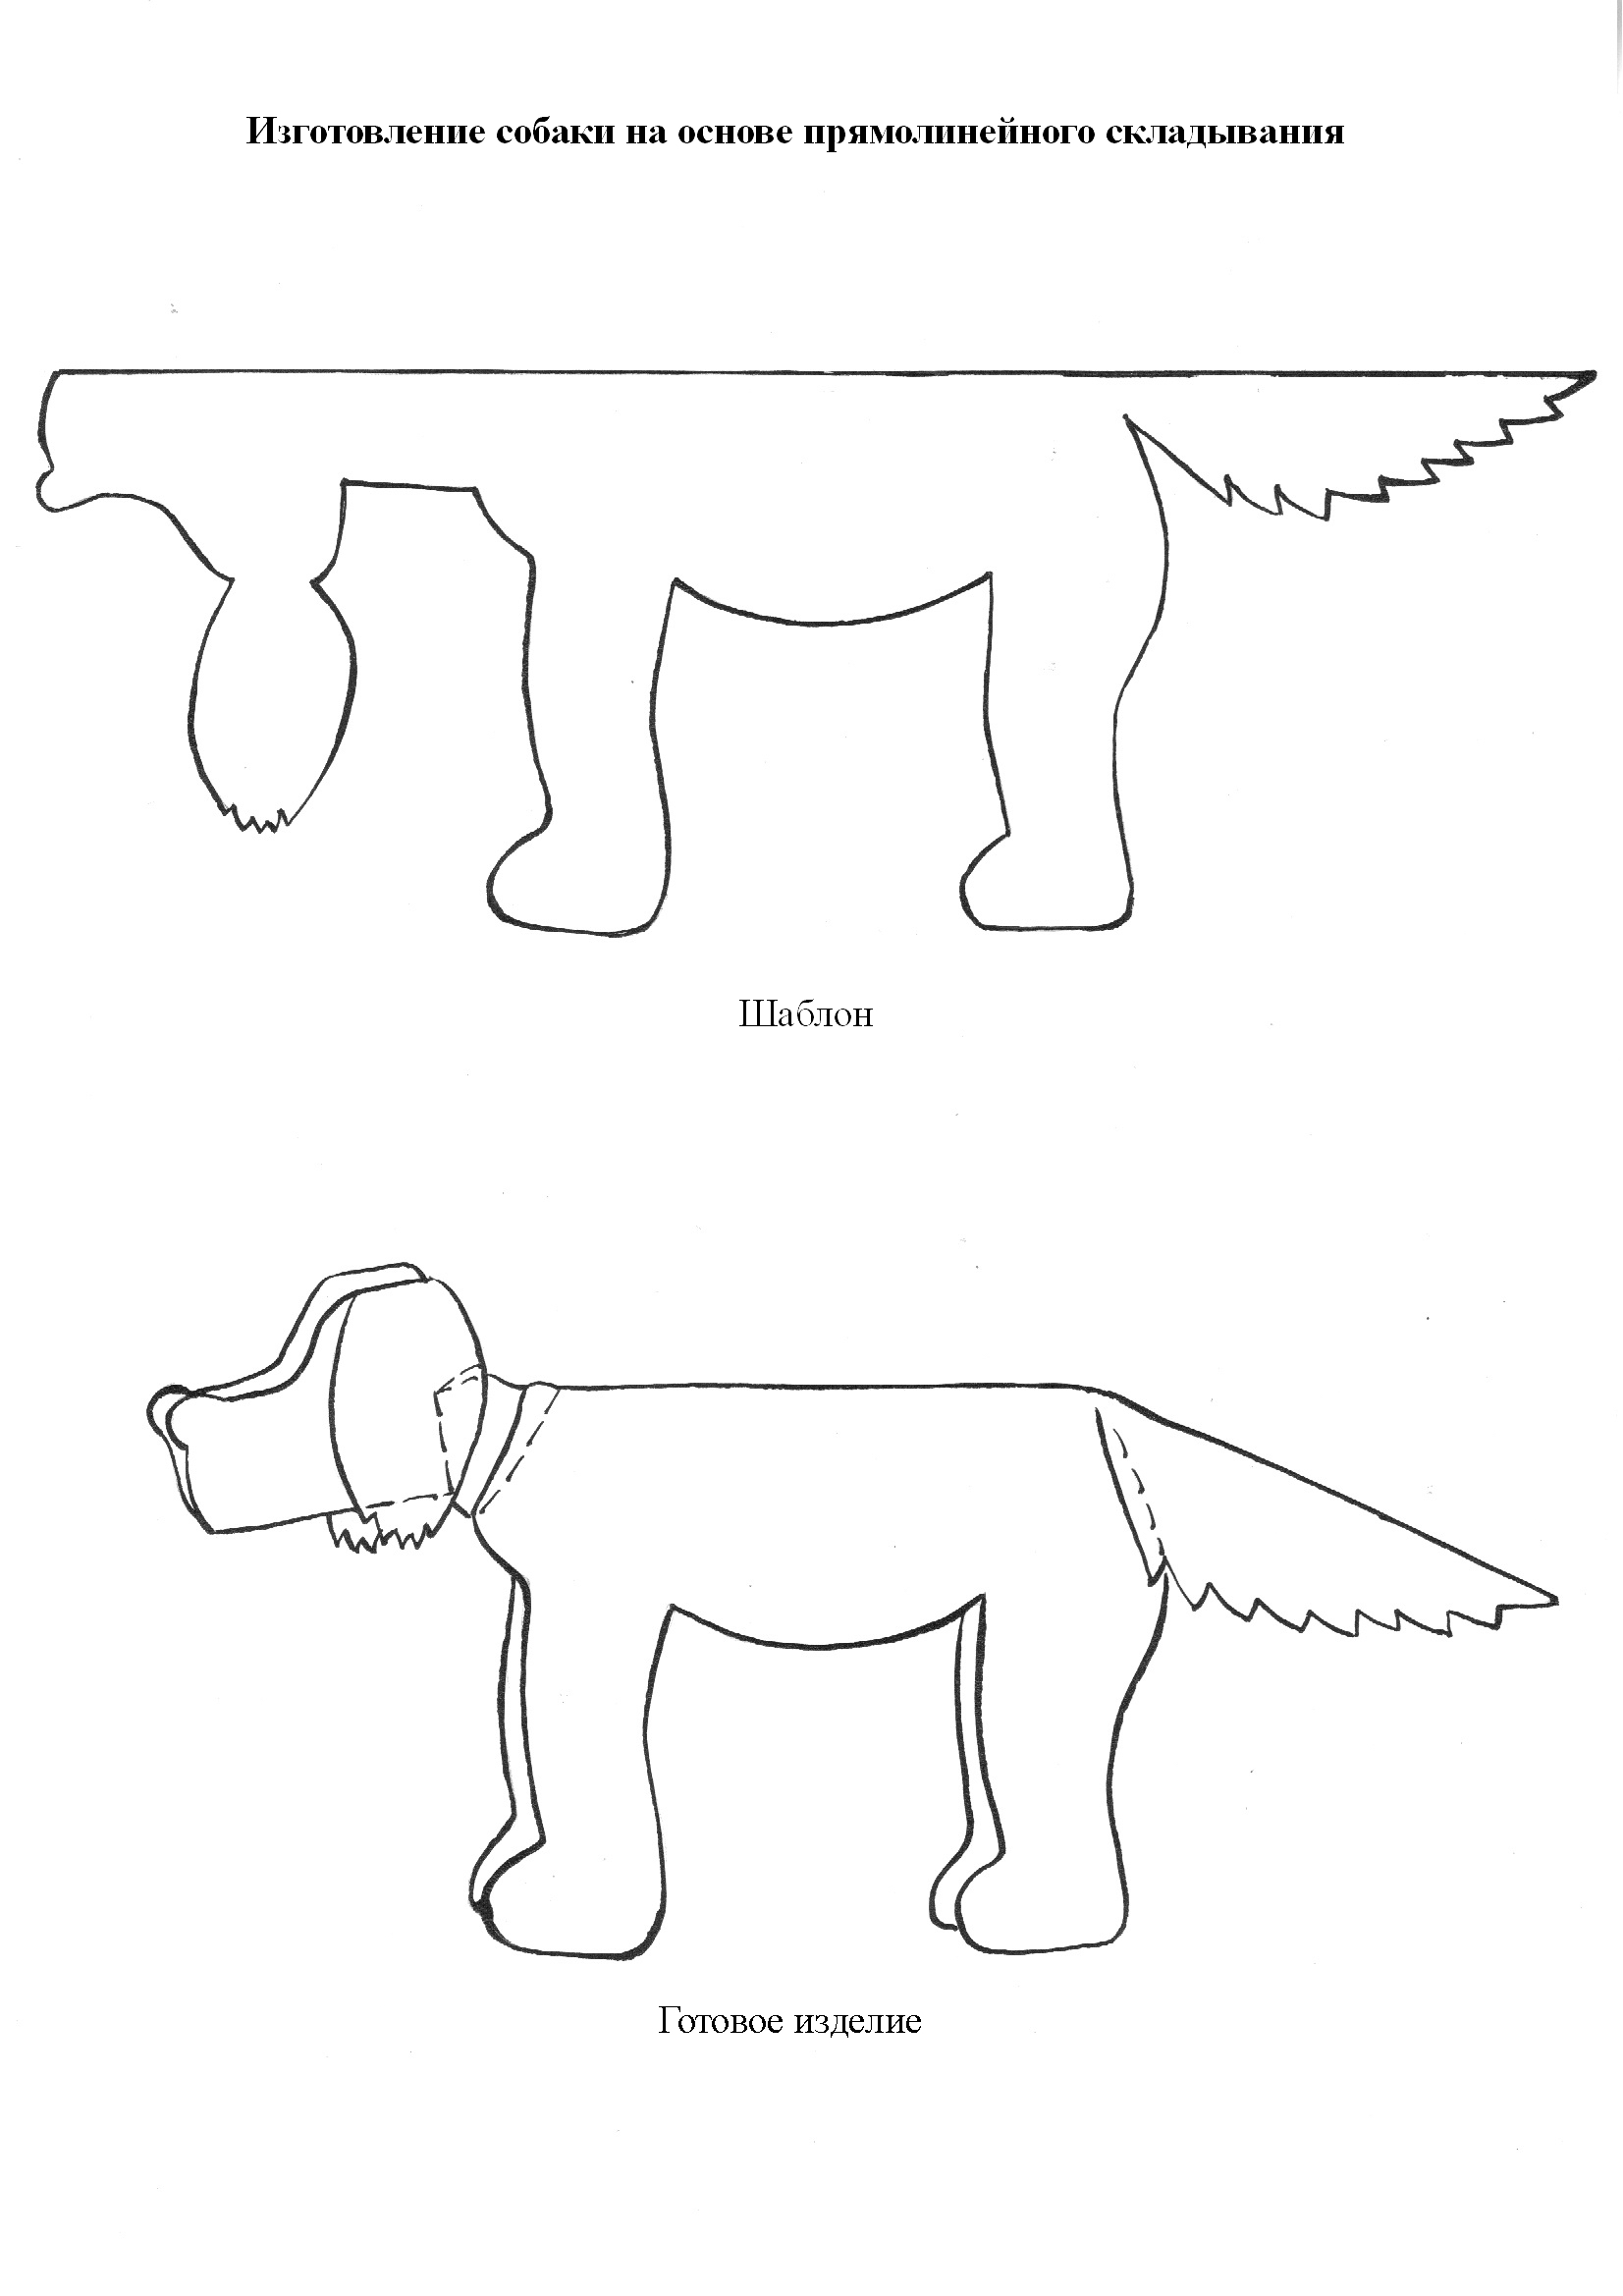 Изготовление собаки на основе прямолинейного складывания
Шаблон
Готовое изделие